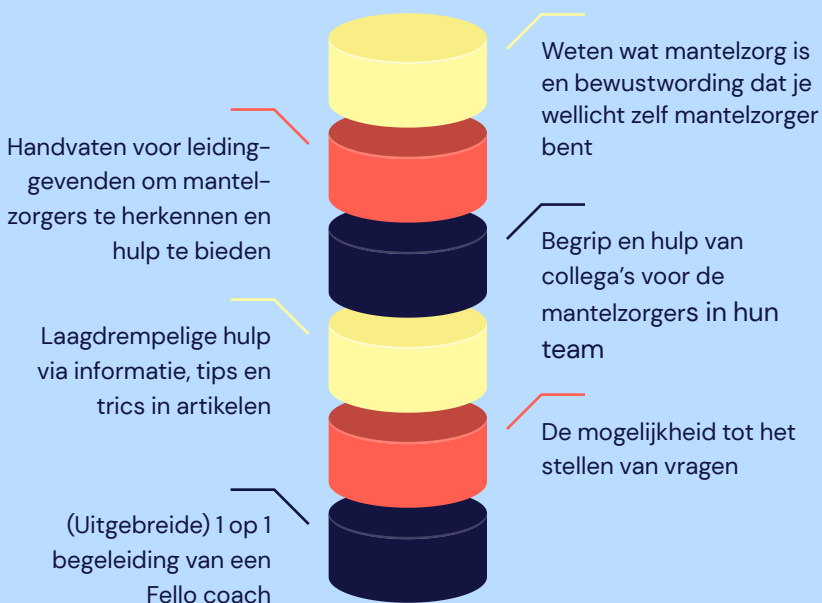 Weten wat mantelzorg is
en bewustwording dat je
wellicht zelf mantelzorger
bent
Handvaten voor leiding-
gevenden om mantel-
zorgers te herkennen en
hulp te bieden
Begrip en hulp van
collega's voor de
mantelzorgers in hun
team
Laagdrempelige hulp
via informatie, tips en
trics in artikelen
De mogelijkheid tot het
stellen van vragen
(Uitgebreide) 1 op 1
begeleiding van een
Fello coach